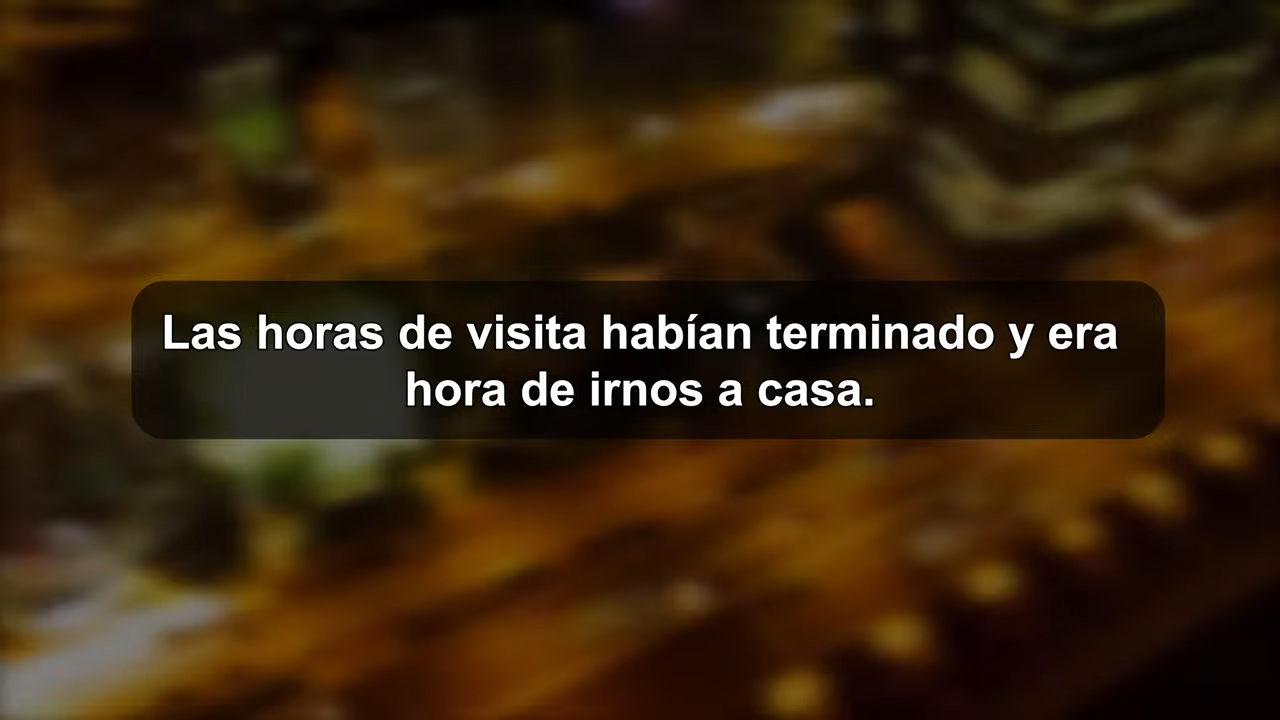 Las horas de visita habían terminado y era
hora de irnos a casa.